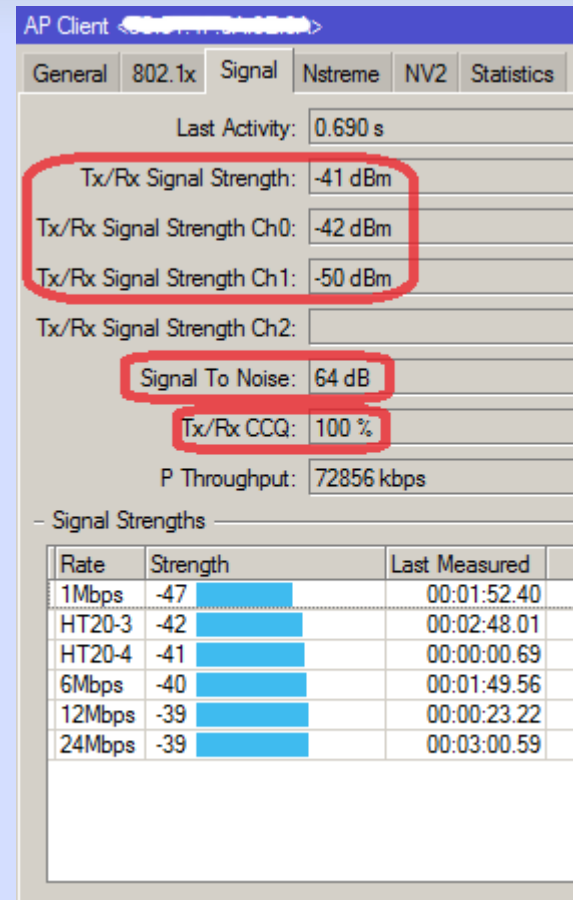 AP Client
General 802.1x Signal Nstreme NV2 Statistics
Last Activity: 0.690 s
Tx/Rx Signal Strength: -41 dBm
Tx/Rx Signal Strength Ch0: -42 dBm
Tx/Rx Signal Strength Ch1: -50 dBm
Tx/Rx Signal Strength Ch2:
Signal To Noise: 64 dB
Tx/Rx CCQ: 100 %
P Throughput: 72856 kbps
Signal Strengths
Rate Strength Last Measured
1Mbps -47 00:01:52.40
HT20-3 -42 00:02:48.01
HT20-4 -41 00:00:00.69
6Mbps -40 00:01:49.56
12Mbps -39 00:00:23.22
24Mbps -39 00:03:00.59